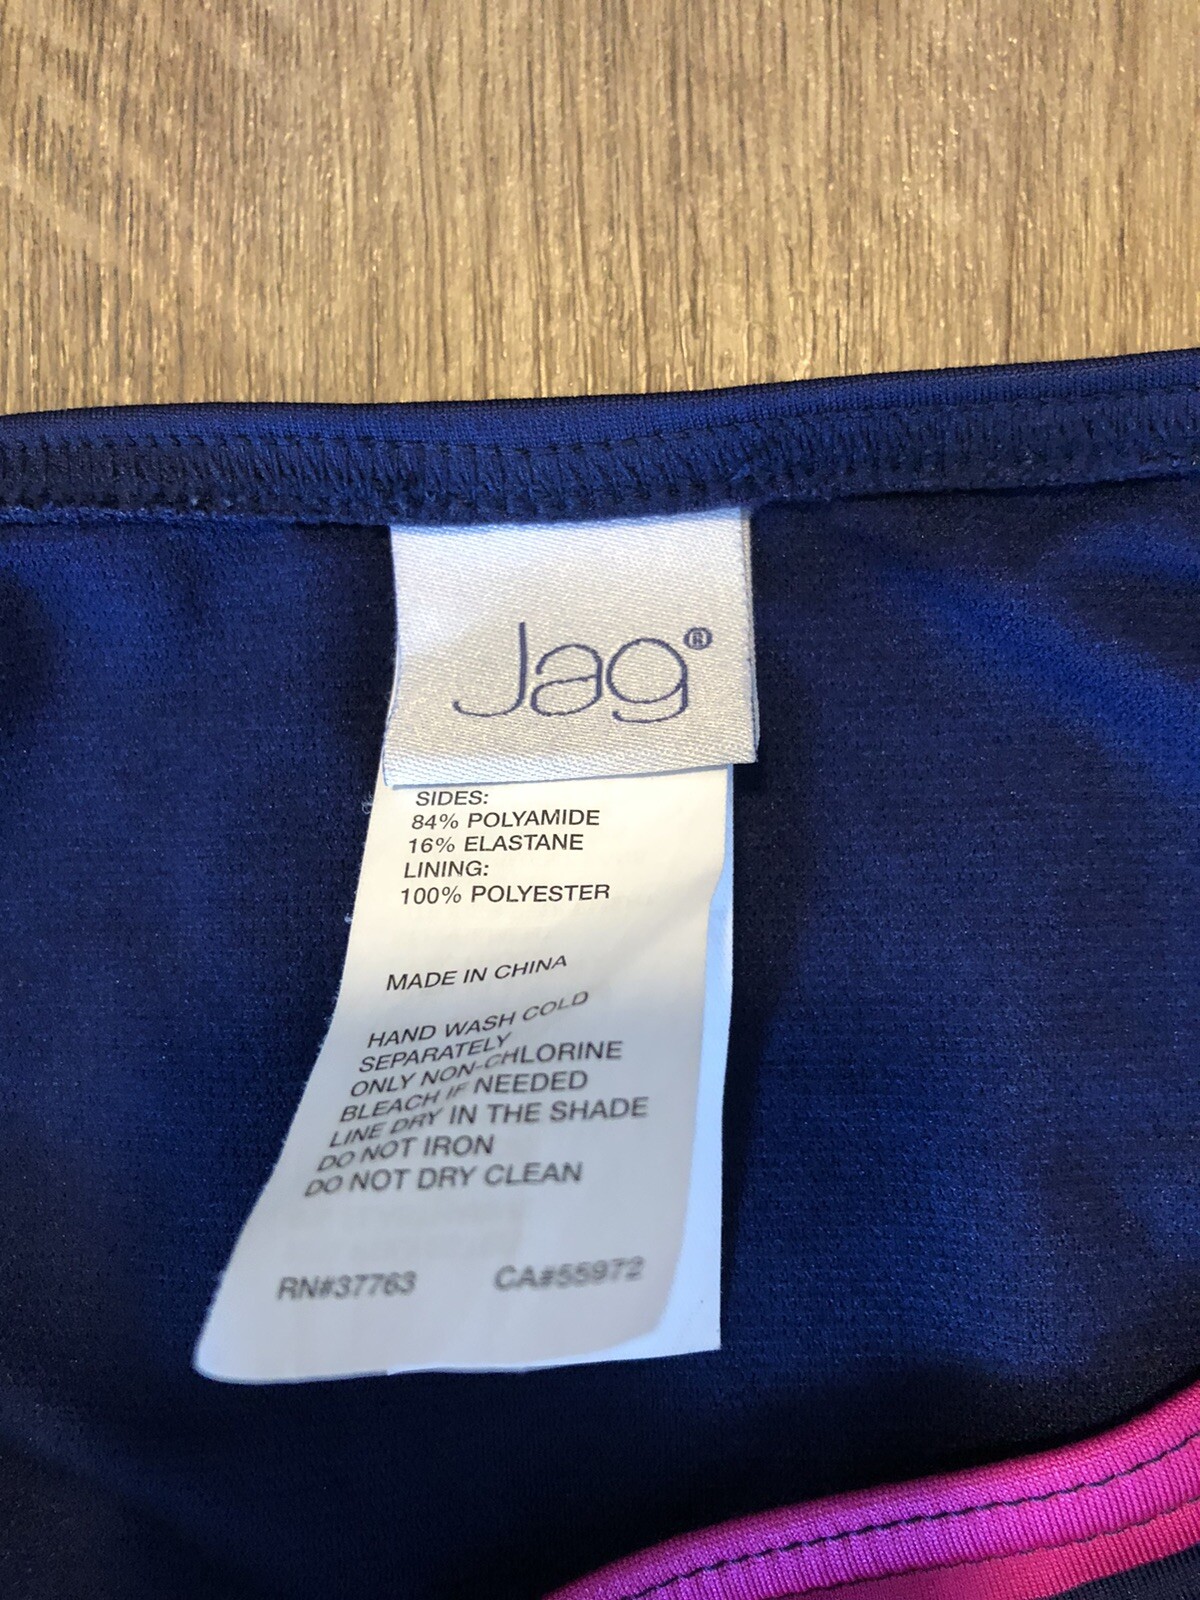 Jag®
SIDES:
84% POLYAMIDE
16% ELASTANE
LINING:
100% POLYESTER
MADE IN CHINA
HAND WASH COLD
SEPARATELY
ONLY NON-CHLORINE
BLEACH IF NEEDED
LINE DRY IN THE SHADE
DO NOT IRON
DO NOT DRY CLEAN
RN#37763 CA#55972